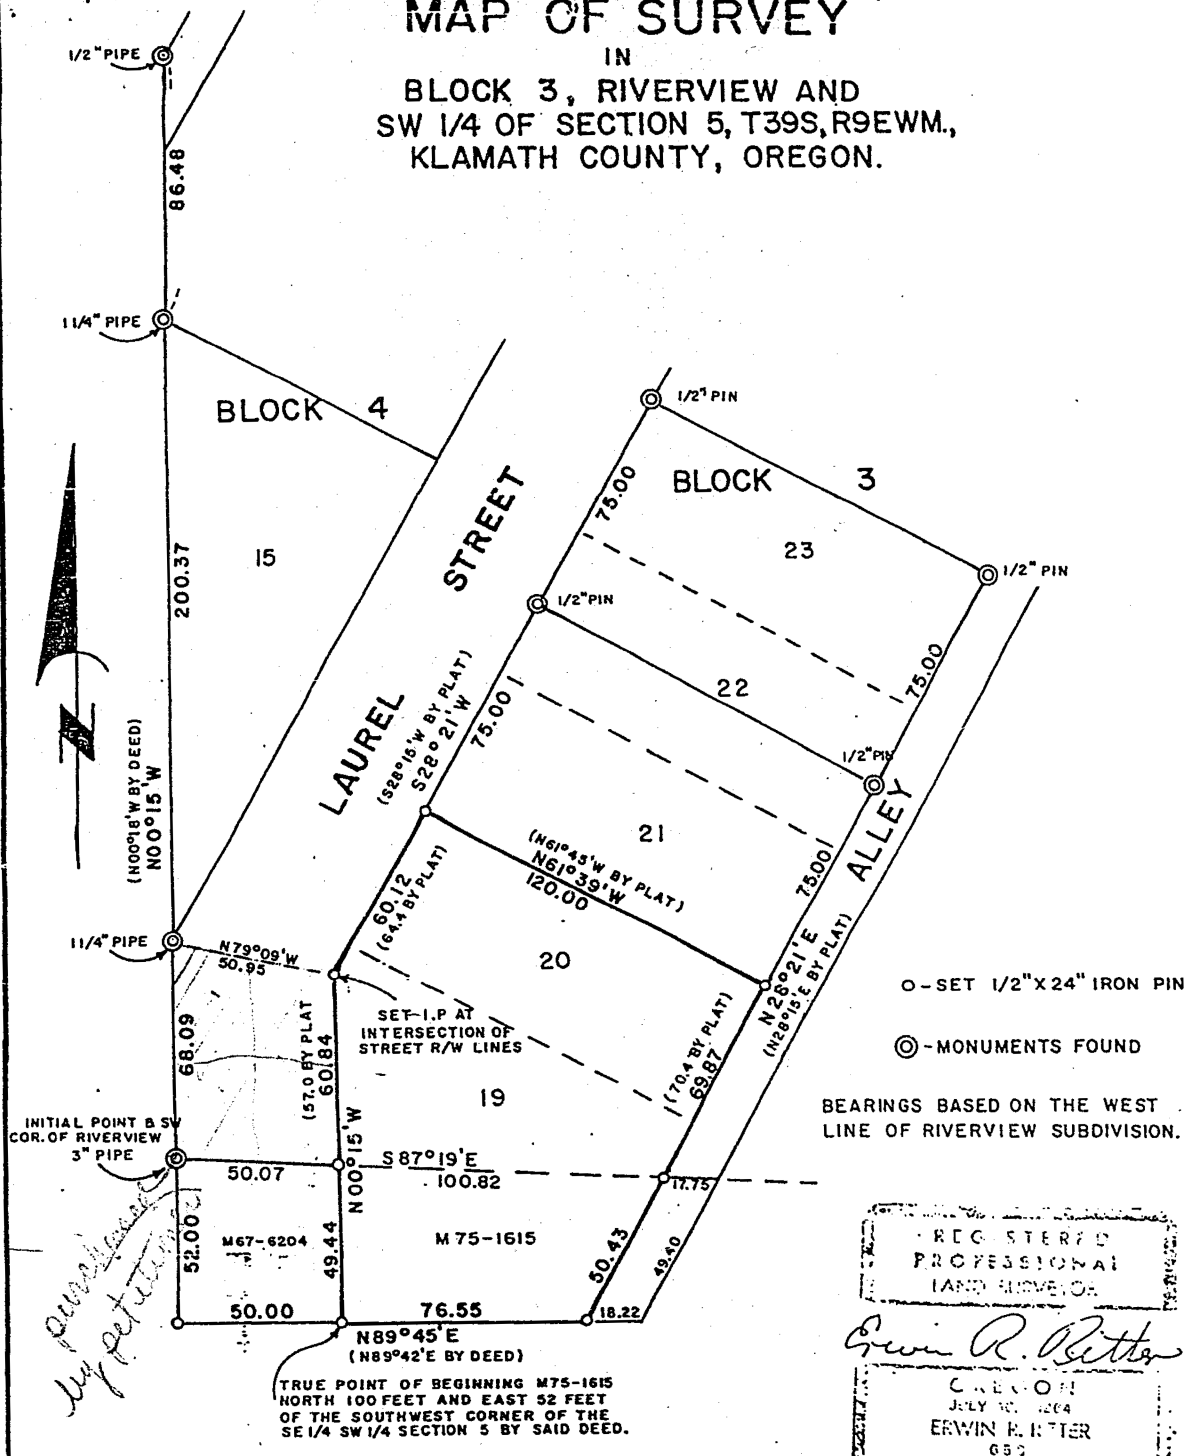 MAP OF SURVEY
IN
BLOCK 3, RIVERVIEW AND
SW 1/4 OF SECTION 5, T39S, R9EWM.,
KLAMATH COUNTY, OREGON.
1/2" PIPE
86.48
1 1/4" PIPE
BLOCK 4
1/2" PIN
BLOCK 3
75.00
STREET
23
15
200.37
1/2" PIN
1/2" PIN
75.00
22
(S28°15'W BY PLAT)
S28°21'W
75.00
LAUREL
N
(N00°18'W BY DEED)
N00°15'W
1/2" PIN
ALLEY
21
75.00
(N61°45'W BY PLAT)
N61°39'W
120.00
60.12
(64.4 BY PLAT)
1 1/4" PIPE
N79°09'W
50.95
20
N28°21'E
(N28°15'E BY PLAT)
O-SET 1/2"X24" IRON PIN
SET I.P AT
INTERSECTION OF
STREET R/W LINES
(70.4 BY PLAT)
69.87
68.09
(57.0 BY PLAT
60.84
◎-MONUMENTS FOUND
19
BEARINGS BASED ON THE WEST
LINE OF RIVERVIEW SUBDIVISION.
INITIAL POINT & SW
COR. OF RIVERVIEW
3" PIPE
50.07
N00°15'W
S87°19'E
100.82
17.75
52.00
M67-6204
49.44
M75-1615
50.43
49.40
by petition
50.00
76.55
18.22
N89°45'E
(N89°42'E BY DEED)
TRUE POINT OF BEGINNING M75-1615
NORTH 100 FEET AND EAST 52 FEET
OF THE SOUTHWEST CORNER OF THE
SE 1/4 SW 1/4 SECTION 5 BY SAID DEED.
REGISTERED
PROFESSIONAL
LAND SURVEYOR
Erwin R. Ritter
OREGON
JULY
ERWIN R. RITTER